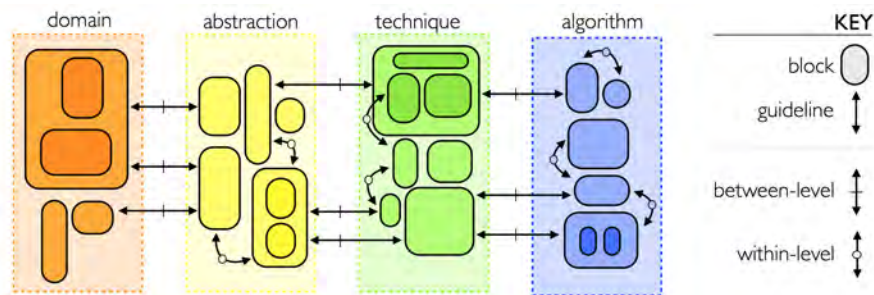 domain
abstraction
technique
algorithm
KEY
block
guideline
between-level
within-level